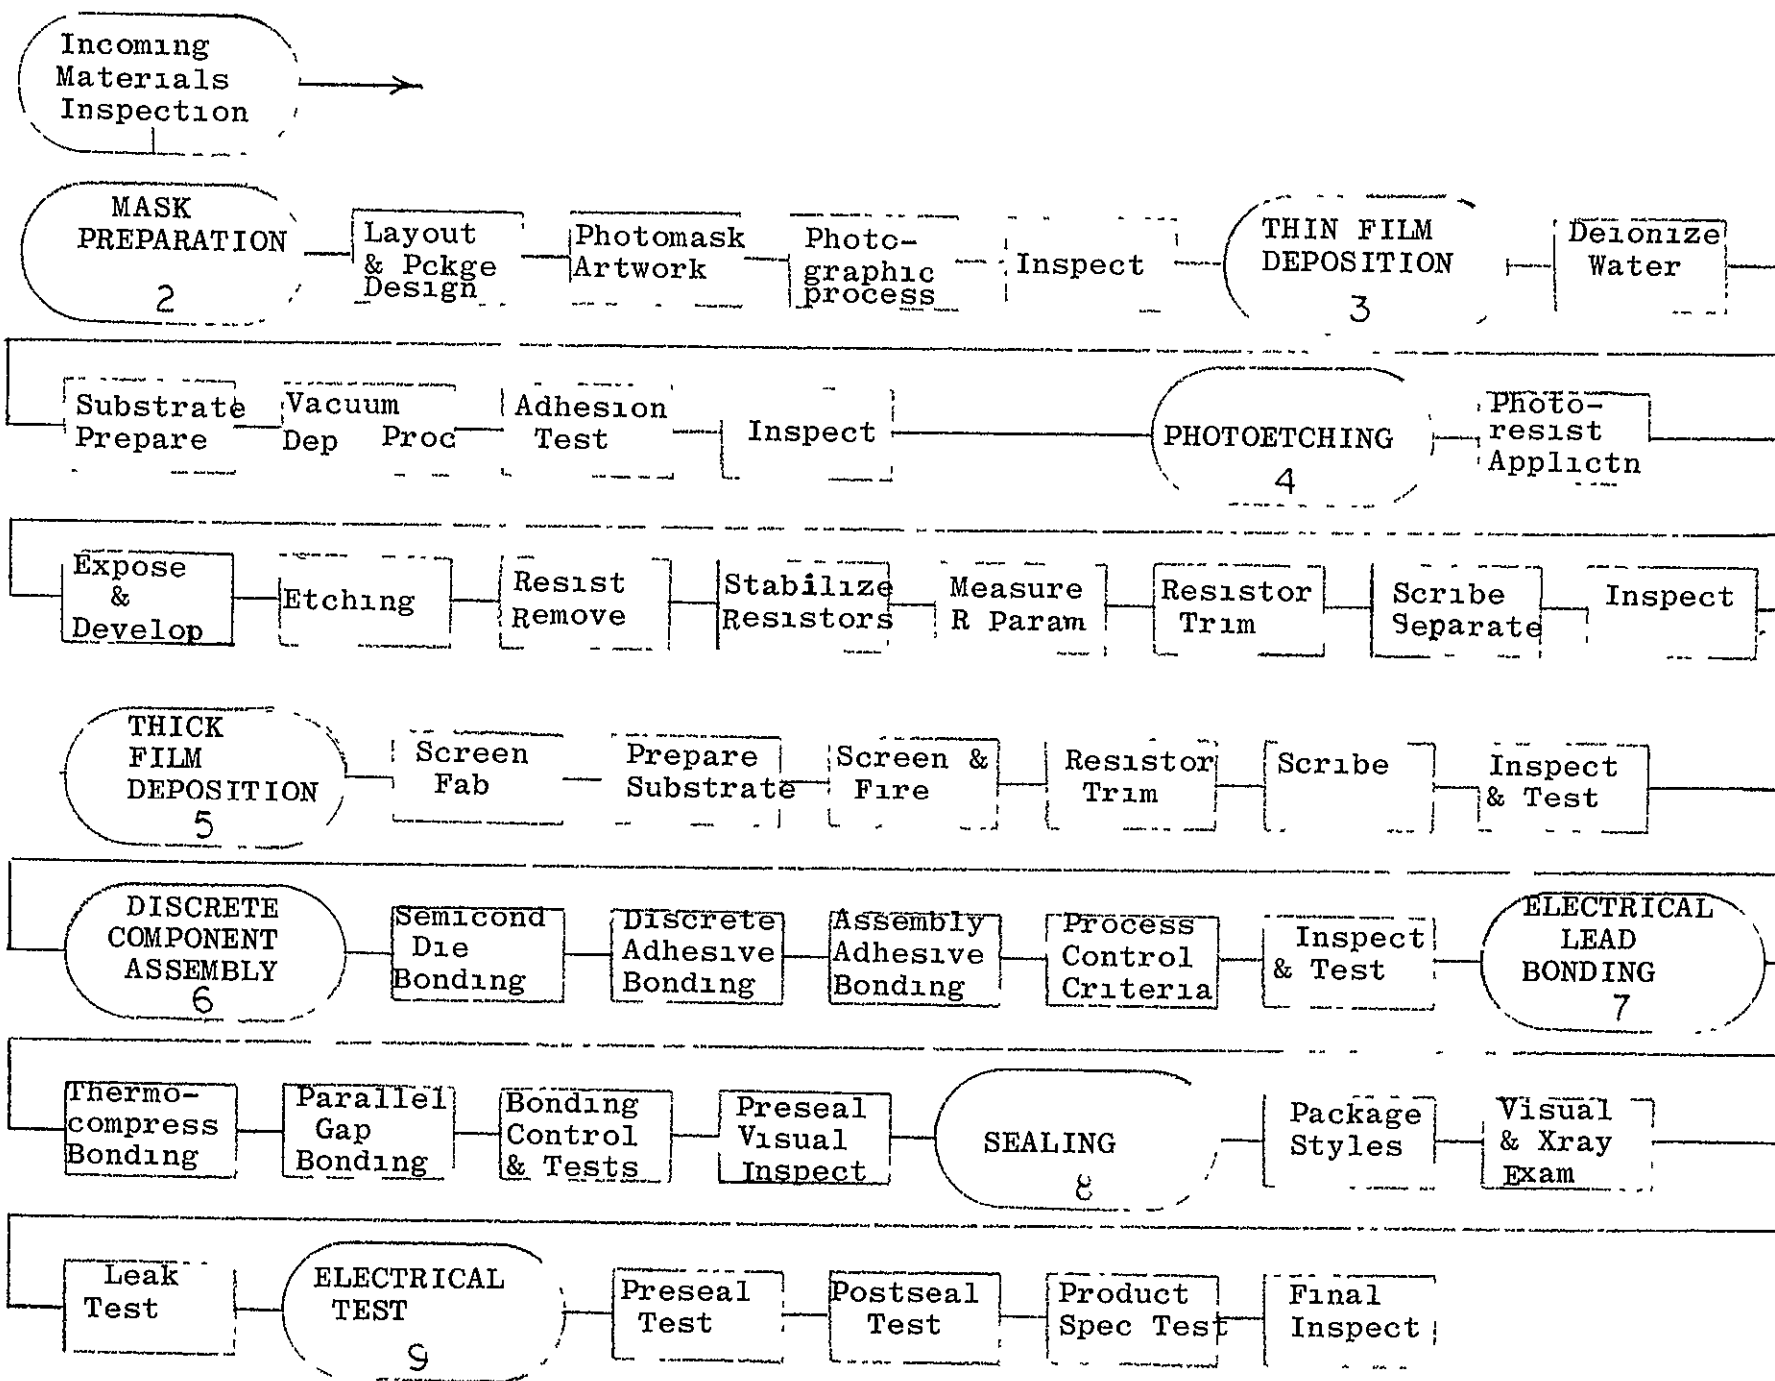 Incoming
Materials
Inspection
MASK
PREPARATION
2
Layout
& Pckge
Design
Photomask
Artwork
Photo-
graphic
process
Inspect
THIN FILM
DEPOSITION
3
Deionize
Water
Substrate
Prepare
Vacuum
Dep Proc
Adhesion
Test
Inspect
PHOTOETCHING
4
Photo-
resist
Applictn
Expose
&
Develop
Etching
Resist
Remove
Stabilize
Resistors
Measure
R Param
Resistor
Trim
Scribe
Separate
Inspect
THICK
FILM
DEPOSITION
5
Screen
Fab
Prepare
Substrate
Screen &
Fire
Resistor
Trim
Scribe
Inspect
& Test
DISCRETE
COMPONENT
ASSEMBLY
6
Semicond
Die
Bonding
Discrete
Adhesive
Bonding
Assembly
Adhesive
Bonding
Process
Control
Criteria
Inspect
& Test
ELECTRICAL
LEAD
BONDING
7
Thermo-
compress
Bonding
Parallel
Gap
Bonding
Bonding
Control
& Tests
Preseal
Visual
Inspect
SEALING
8
Package
Styles
Visual
& Xray
Exam
Leak
Test
ELECTRICAL
TEST
9
Preseal
Test
Postseal
Test
Product
Spec Test
Final
Inspect